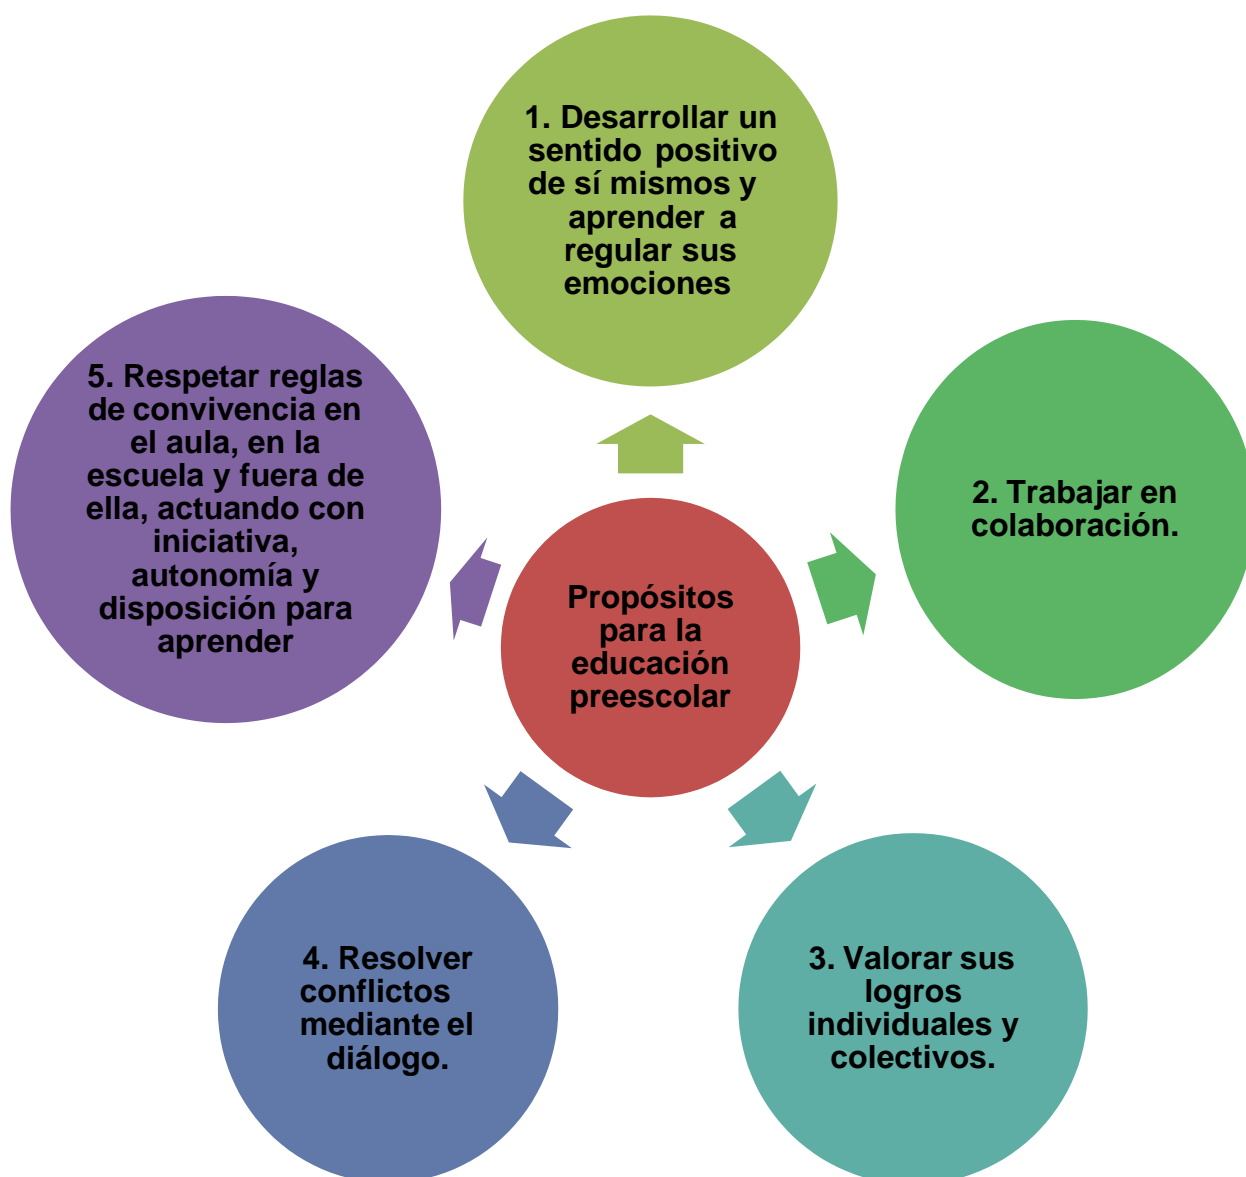 1. Desarrollar un
sentido positivo
de sí mismos y
aprender a
regular sus
emociones
5. Respetar reglas
de convivencia en
el aula, en la
escuela y fuera de
ella, actuando con
iniciativa,
autonomía y
disposición para
aprender
2. Trabajar en
colaboración.
Propósitos
para la
educación
preescolar
4. Resolver
conflictos
mediante el
diálogo.
3. Valorar sus
logros
individuales y
colectivos.